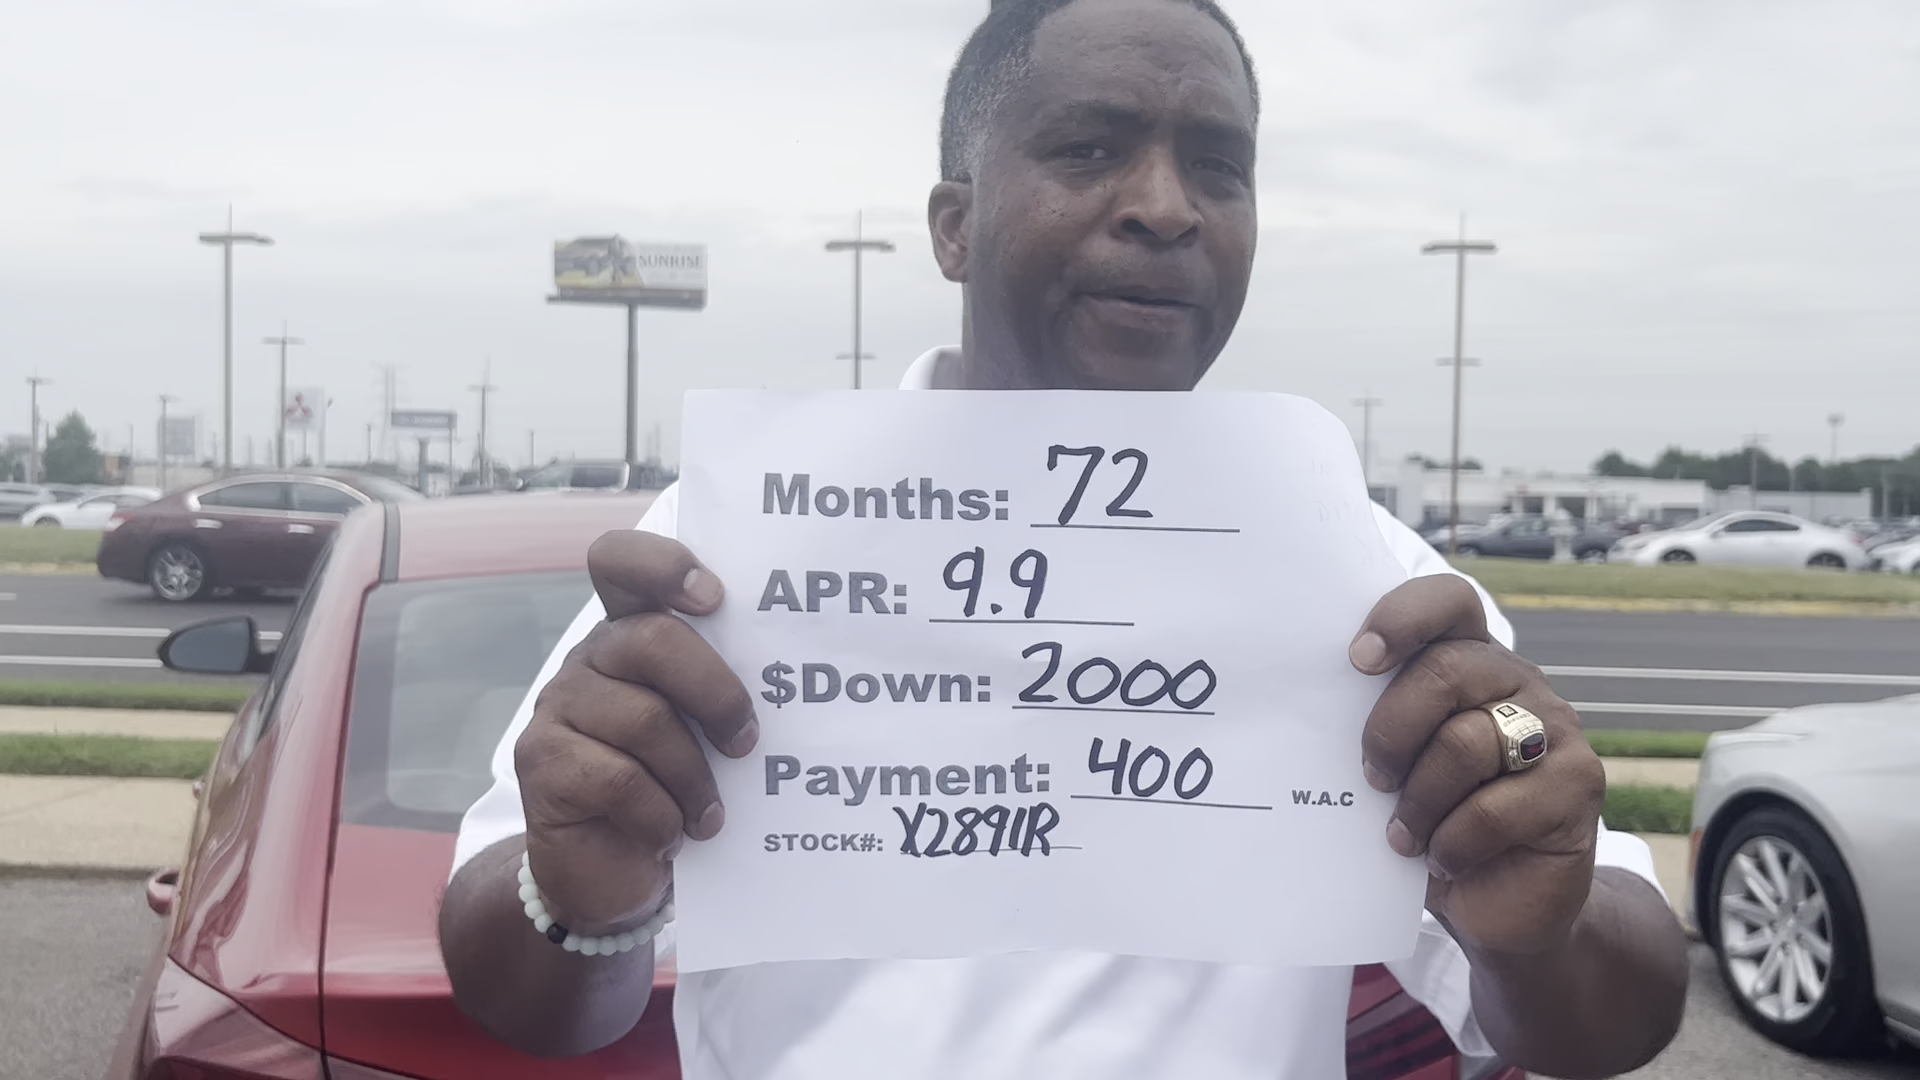 SUNRISE
Months: 72
APR: 9.9
$Down: 2000
Payment: 400 W.A.C
STOCK#: X2891R